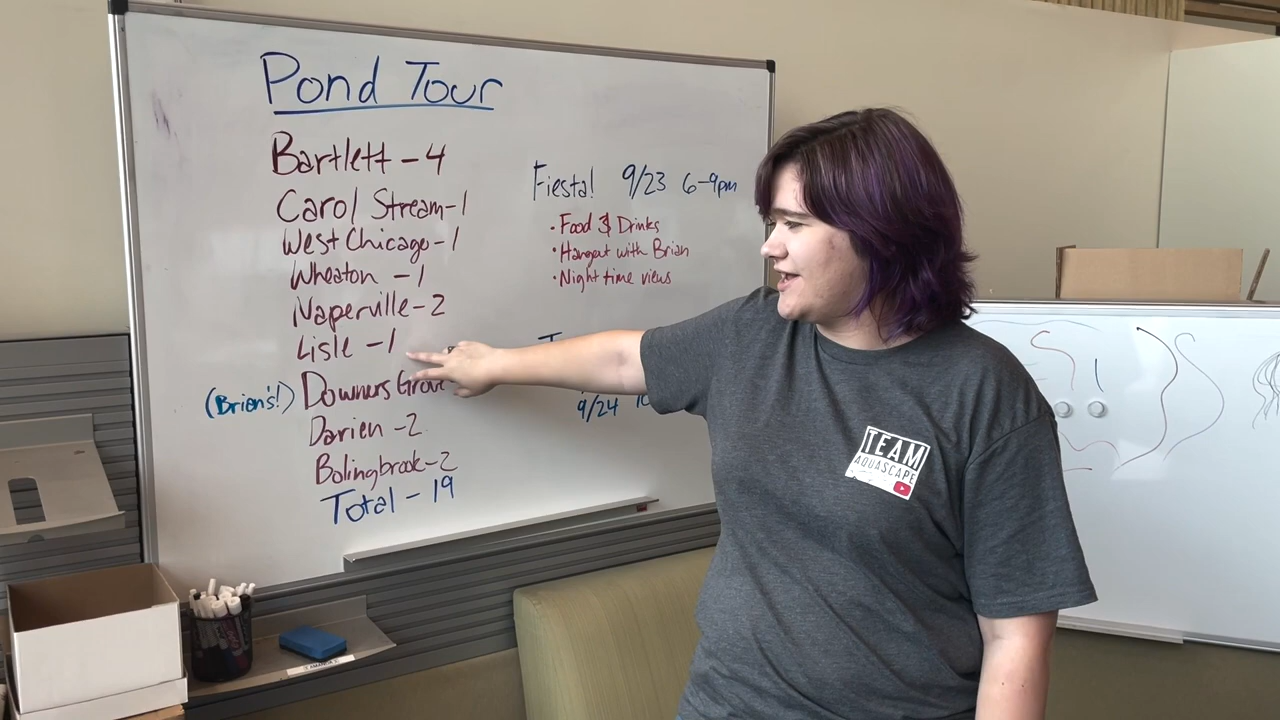 Pond Tour
Bartlett - 4
Carol Stream - 1
West Chicago - 1
Wheaton - 1
Naperville - 2
Lisle - 1
(Brian's!) Downers Grove
Darien - 2
Bolingbrook - 2
Total - 19
Fiesta! 9/23 6-9pm
• Food & Drinks
• Hangout with Brian
• Night time views
9/24
TEAM
AQUASCAPE